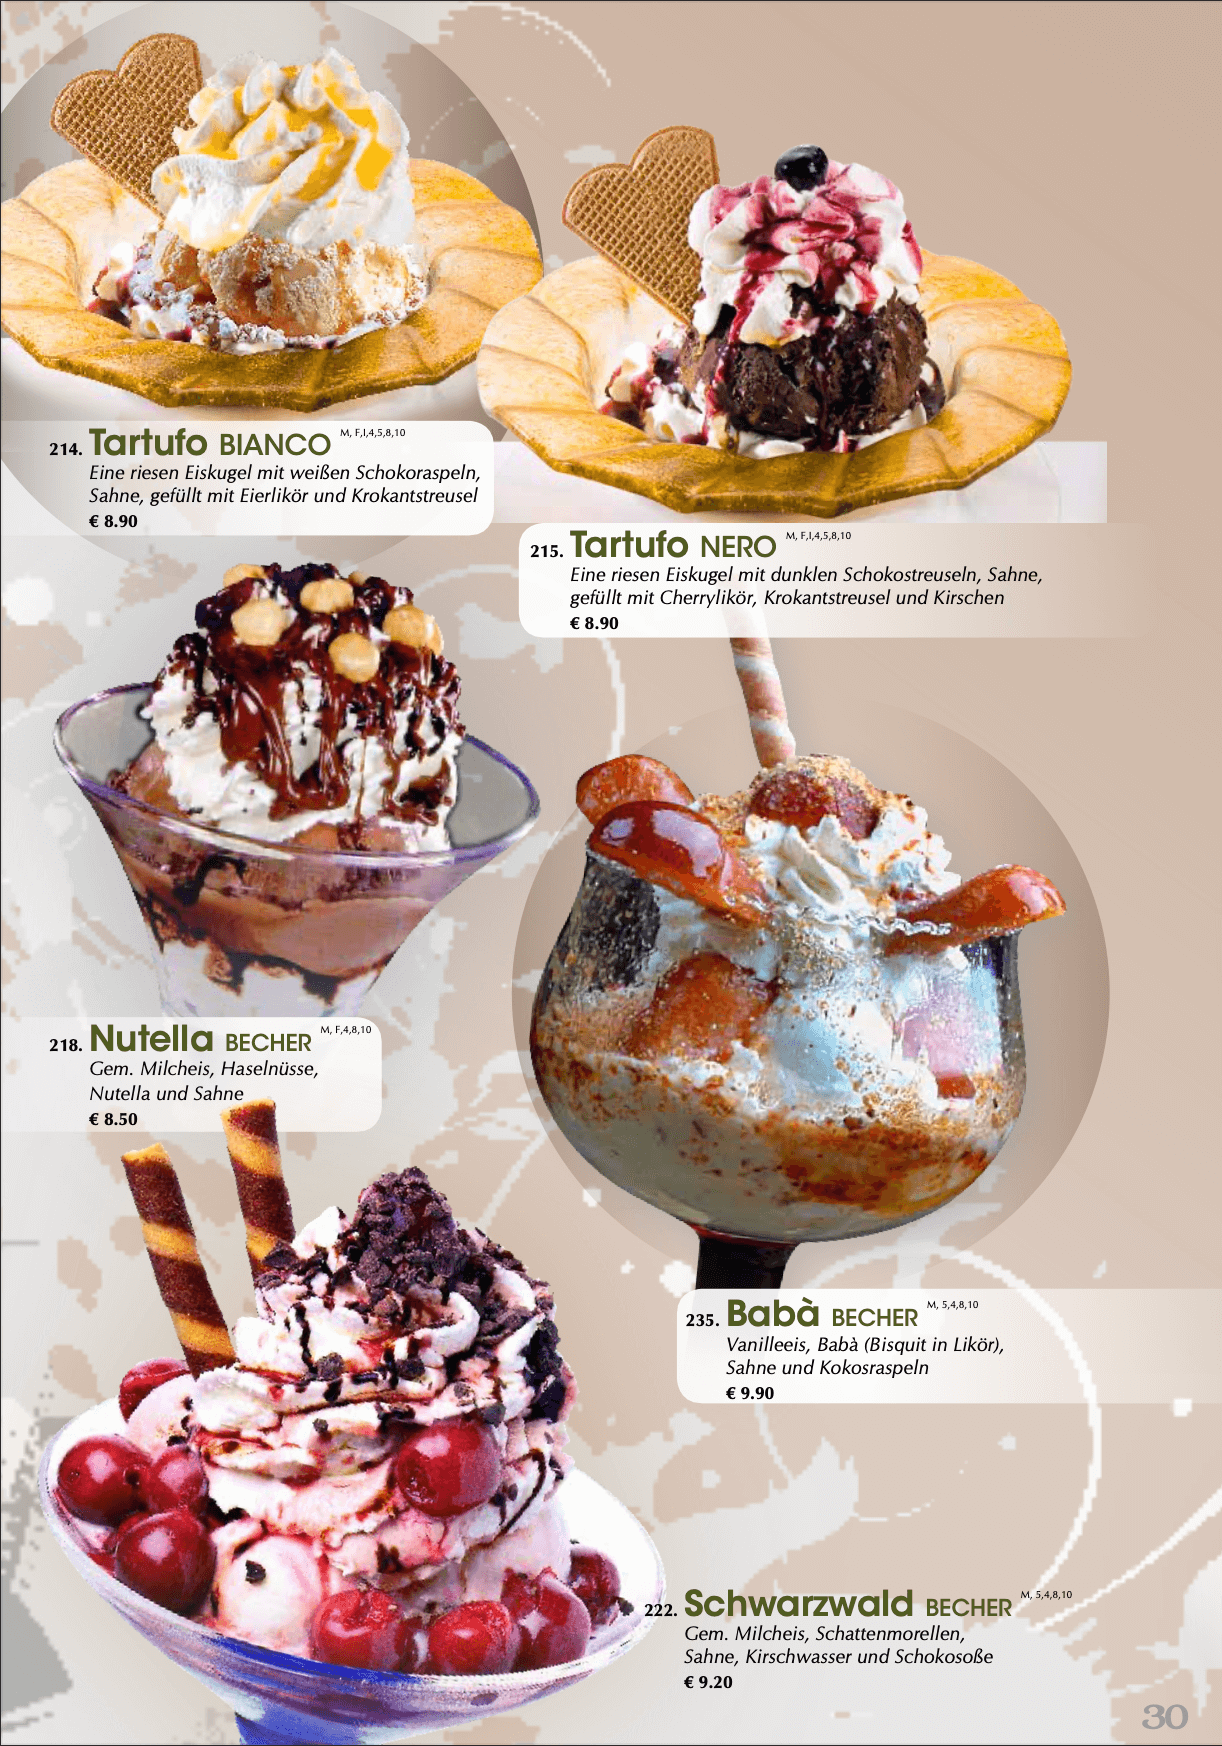 214. Tartufo BIANCO M, F,I,4,5,8,10
Eine riesen Eiskugel mit weißen Schokoraspeln,
Sahne, gefüllt mit Eierlikör und Krokantstreusel
€ 8.90
215. Tartufo NERO M, F,I,4,5,8,10
Eine riesen Eiskugel mit dunklen Schokostreuseln, Sahne,
gefüllt mit Cherrylikör, Krokantstreusel und Kirschen
€ 8.90
218. Nutella BECHER M, F,4,8,10
Gem. Milcheis, Haselnüsse,
Nutella und Sahne
€ 8.50
235. Babà BECHER M, 5,4,8,10
Vanilleeis, Babà (Bisquit in Likör),
Sahne und Kokosraspeln
€ 9.90
222. Schwarzwald BECHER M, 5,4,8,10
Gem. Milcheis, Schattenmorellen,
Sahne, Kirschwasser und Schokosoße
€ 9.20
30